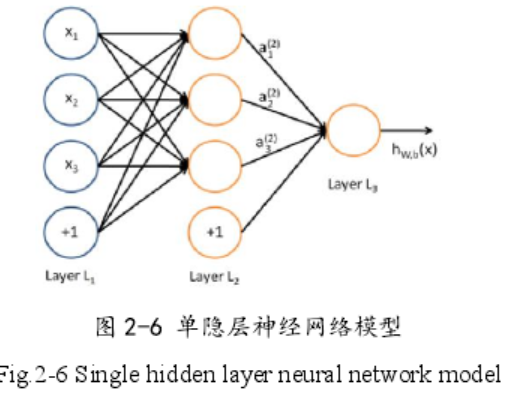 x₁
x₂
x₃
+1
Layer L₁
+1
Layer L₂
a₁⁽²⁾
a₂⁽²⁾
a₃⁽²⁾
Layer L₃
h_W,b(x)
图 2-6 单隐层神经网络模型
Fig.2-6 Single hidden layer neural network model